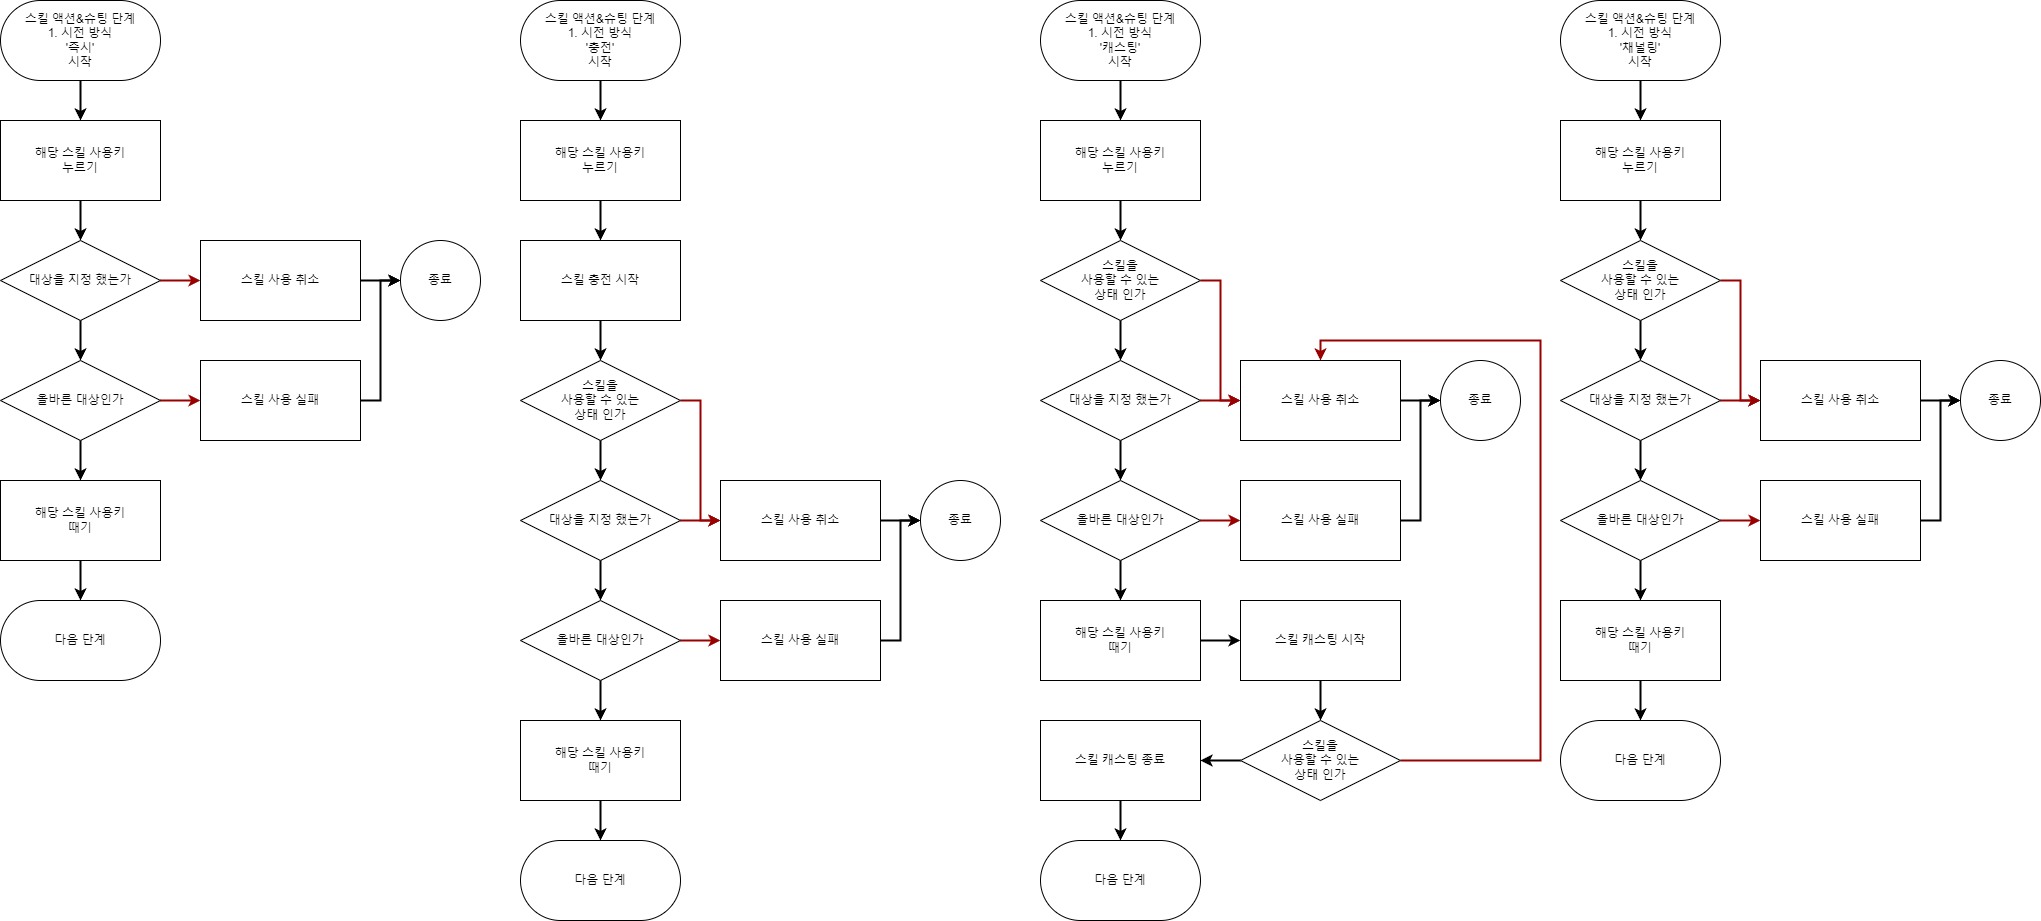 스킬 액션&슈팅 단계
1. 시전 방식
'즉시'
시작
해당 스킬 사용키
누르기
대상을 지정 했는가
스킬 사용 취소
종료
올바른 대상인가
스킬 사용 실패
해당 스킬 사용키
때기
다음 단계
스킬 액션&슈팅 단계
1. 시전 방식
'충전'
시작
해당 스킬 사용키
누르기
스킬 충전 시작
스킬을
사용할 수 있는
상태 인가
대상을 지정 했는가
스킬 사용 취소
종료
올바른 대상인가
스킬 사용 실패
해당 스킬 사용키
때기
다음 단계
스킬 액션&슈팅 단계
1. 시전 방식
'캐스팅'
시작
해당 스킬 사용키
누르기
스킬을
사용할 수 있는
상태 인가
대상을 지정 했는가
스킬 사용 취소
종료
올바른 대상인가
스킬 사용 실패
해당 스킬 사용키
때기
스킬 캐스팅 시작
스킬을
사용할 수 있는
상태 인가
스킬 캐스팅 종료
다음 단계
스킬 액션&슈팅 단계
1. 시전 방식
'채널링'
시작
해당 스킬 사용키
누르기
스킬을
사용할 수 있는
상태 인가
대상을 지정 했는가
스킬 사용 취소
종료
올바른 대상인가
스킬 사용 실패
해당 스킬 사용키
때기
다음 단계